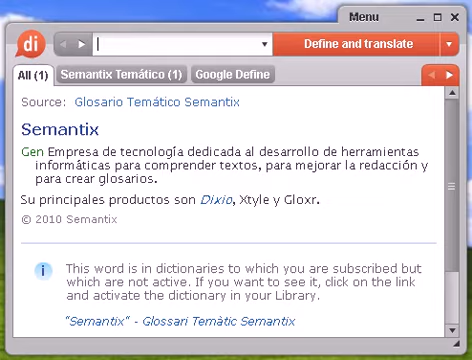 Menu
di
Define and translate
All (1)
Semantix Temático (1)
Google Define
Source: Glosario Temático Semantix
Semantix
Gen Empresa de tecnología dedicada al desarrollo de herramientas
informáticas para comprender textos, para mejorar la redacción y
para crear glosarios.
Su principales productos son Dixio, Xtyle y Gloxr.
© 2010 Semantix
i
This word is in dictionaries to which you are subscribed but
which are not active. If you want to see it, click on the link
and activate the dictionary in your Library.
"Semantix" - Glossari Temàtic Semantix